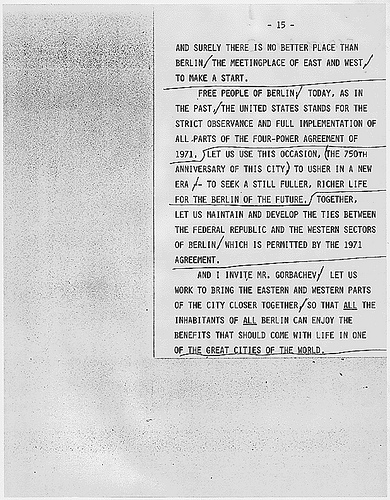 - 15 -
AND SURELY THERE IS NO BETTER PLACE THAN
BERLIN/ THE MEETINGPLACE OF EAST AND WEST,/
TO MAKE A START.
FREE PEOPLE OF BERLIN:/ TODAY, AS IN
THE PAST,/ THE UNITED STATES STANDS FOR THE
STRICT OBSERVANCE AND FULL IMPLEMENTATION OF
ALL PARTS OF THE FOUR-POWER AGREEMENT OF
1971./ LET US USE THIS OCCASION, (THE 750TH
ANNIVERSARY OF THIS CITY,) TO USHER IN A NEW
ERA /-- TO SEEK A STILL FULLER, RICHER LIFE
FOR THE BERLIN OF THE FUTURE./ TOGETHER,
LET US MAINTAIN AND DEVELOP THE TIES BETWEEN
THE FEDERAL REPUBLIC AND THE WESTERN SECTORS
OF BERLIN/ WHICH IS PERMITTED BY THE 1971
AGREEMENT.
AND I INVITE MR. GORBACHEV:/ LET US
WORK TO BRING THE EASTERN AND WESTERN PARTS
OF THE CITY CLOSER TOGETHER,/ SO THAT ALL THE
INHABITANTS OF ALL BERLIN CAN ENJOY THE
BENEFITS THAT SHOULD COME WITH LIFE IN ONE
OF THE GREAT CITIES OF THE WORLD.